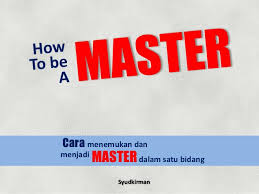 How
To be
A
MASTER
Cara menemukan dan
menjadi MASTER dalam satu bidang
Syudkirman